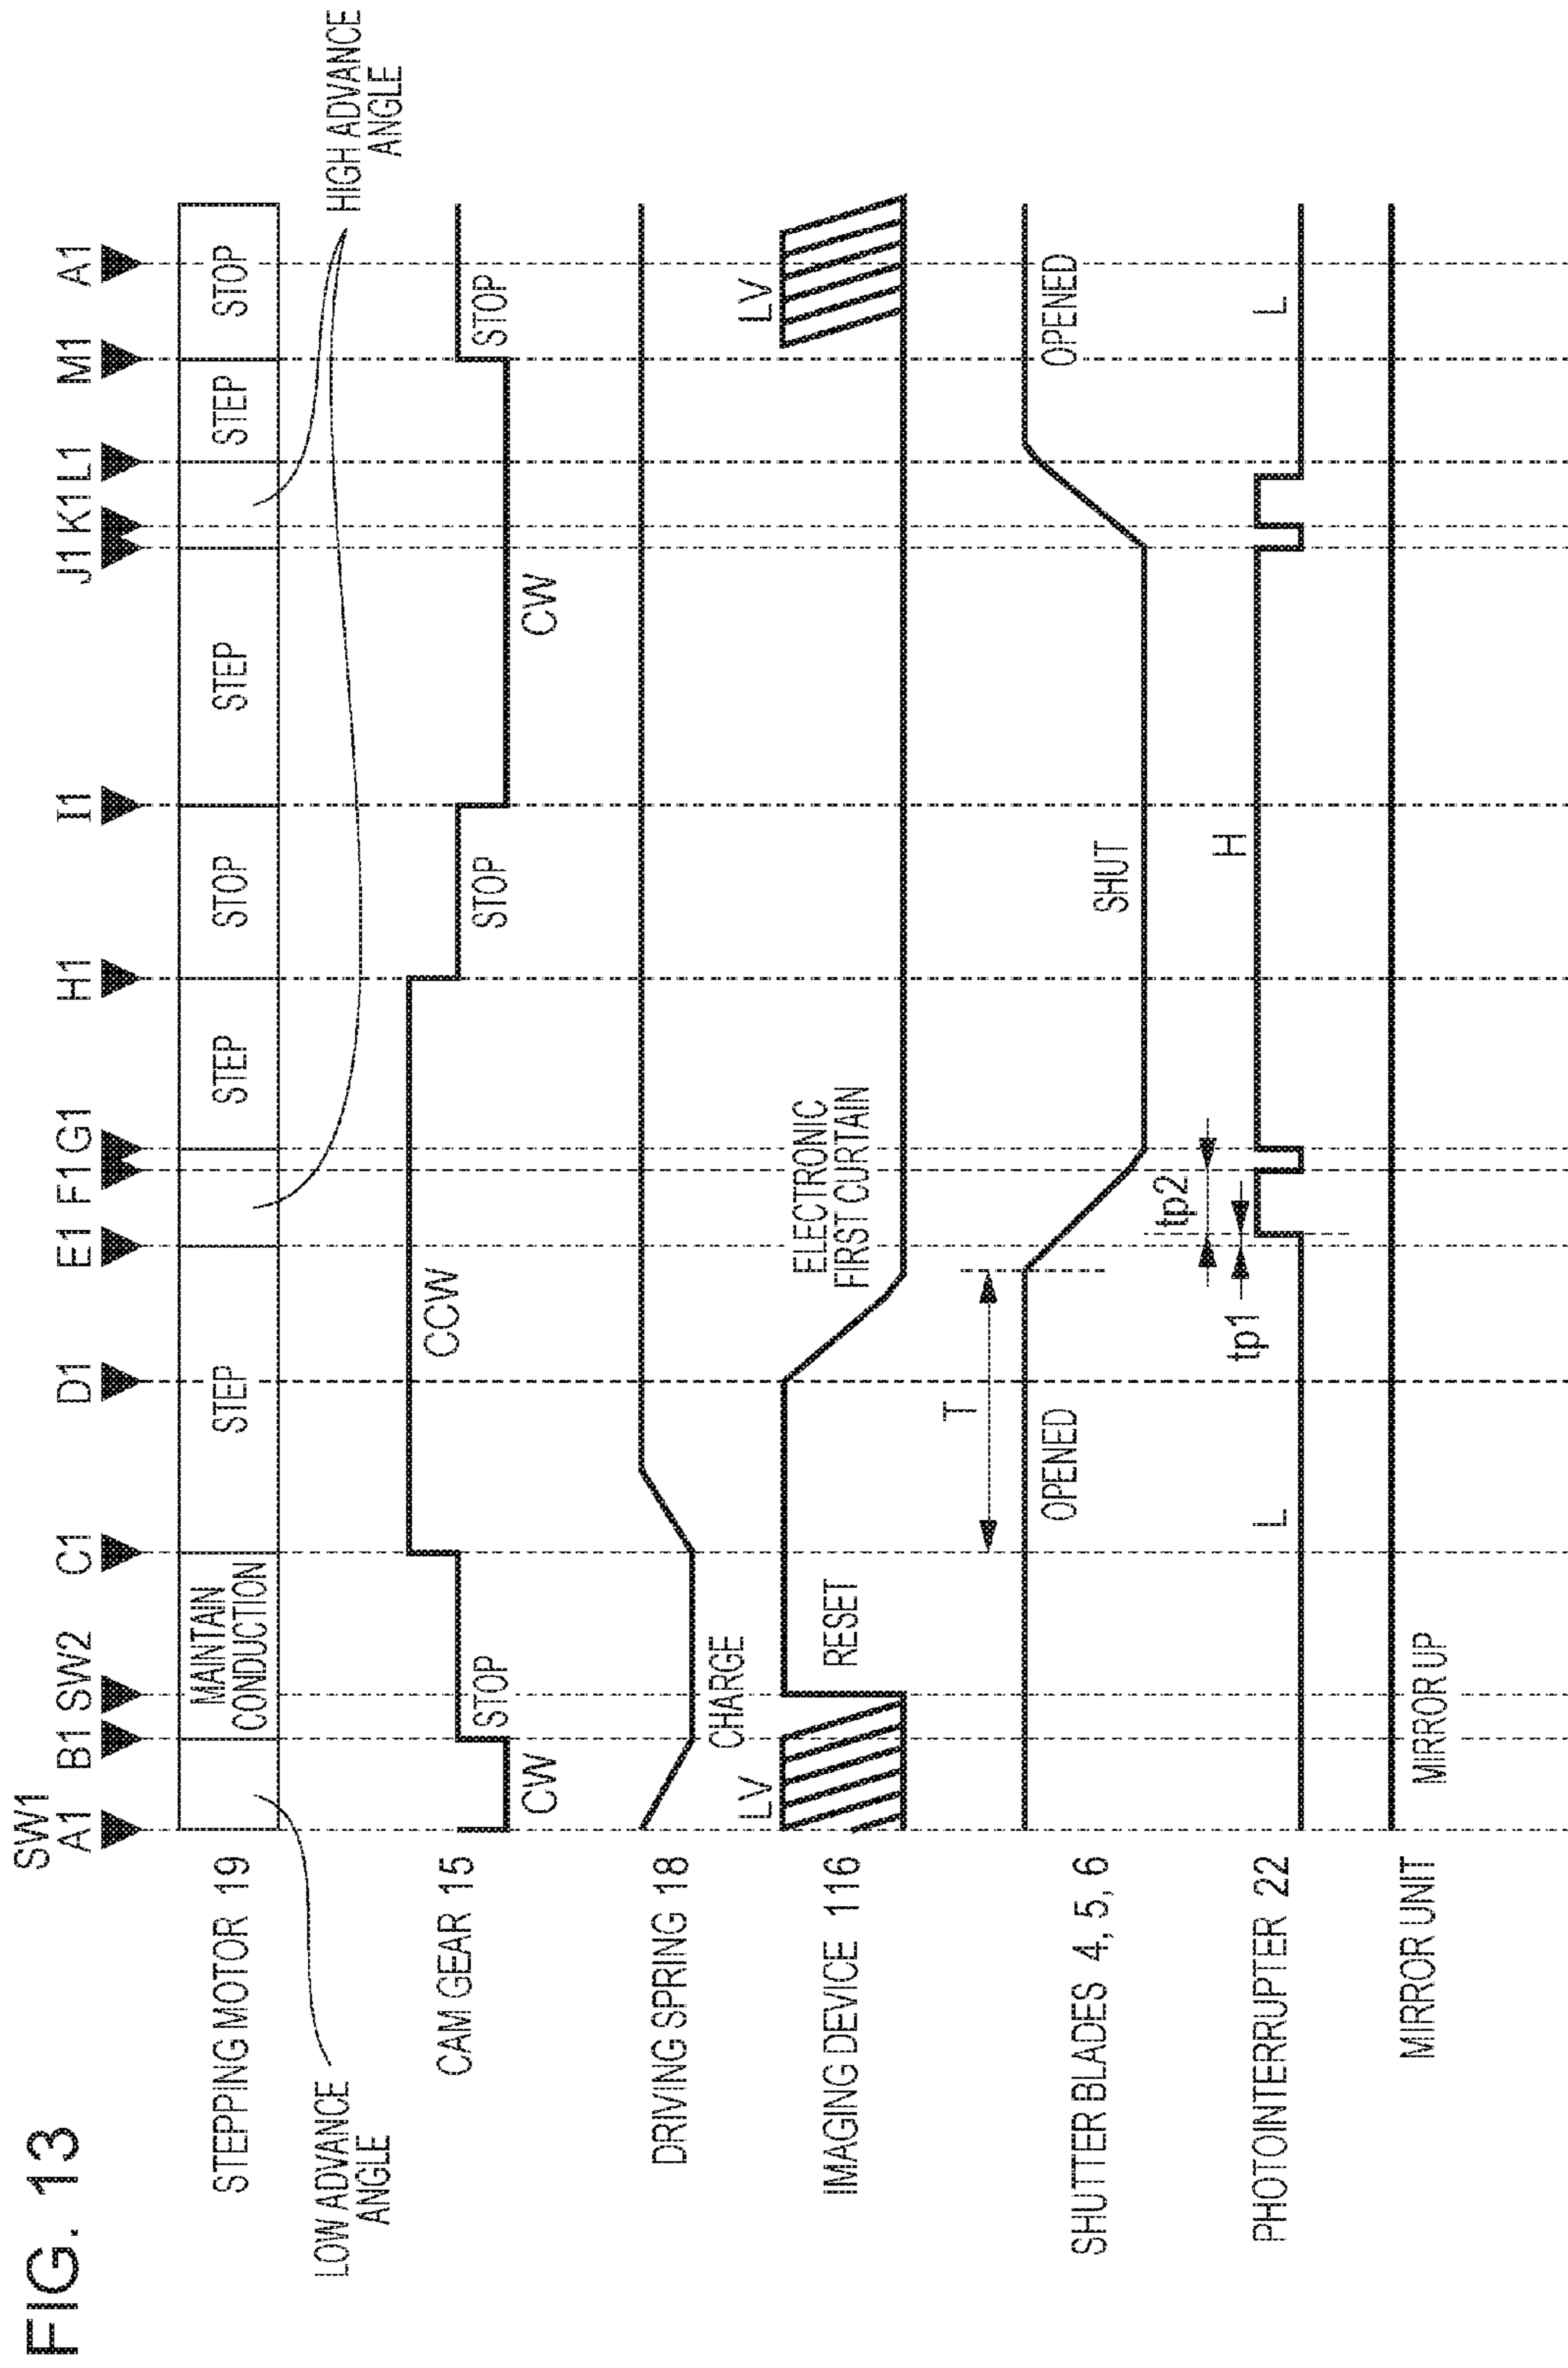 FIG. 13
SW1
A1
B1
SW2
C1
D1
E1
F1
G1
H1
I1
J1
K1
L1
M1
A1
STEPPING MOTOR 19
MAINTAIN
CONDUCTION
STEP
STEP
STOP
STEP
STEP
STOP
LOW ADVANCE
ANGLE
HIGH ADVANCE
ANGLE
CAM GEAR 15
CW
STOP
CCW
STOP
CW
STOP
DRIVING SPRING 18
CHARGE
IMAGING DEVICE 116
LV
RESET
ELECTRONIC
FIRST CURTAIN
LV
SHUTTER BLADES 4, 5, 6
T
OPENED
SHUT
OPENED
PHOTOINTERRUPTER 22
L
tp1
tp2
H
L
MIRROR UNIT
MIRROR UP